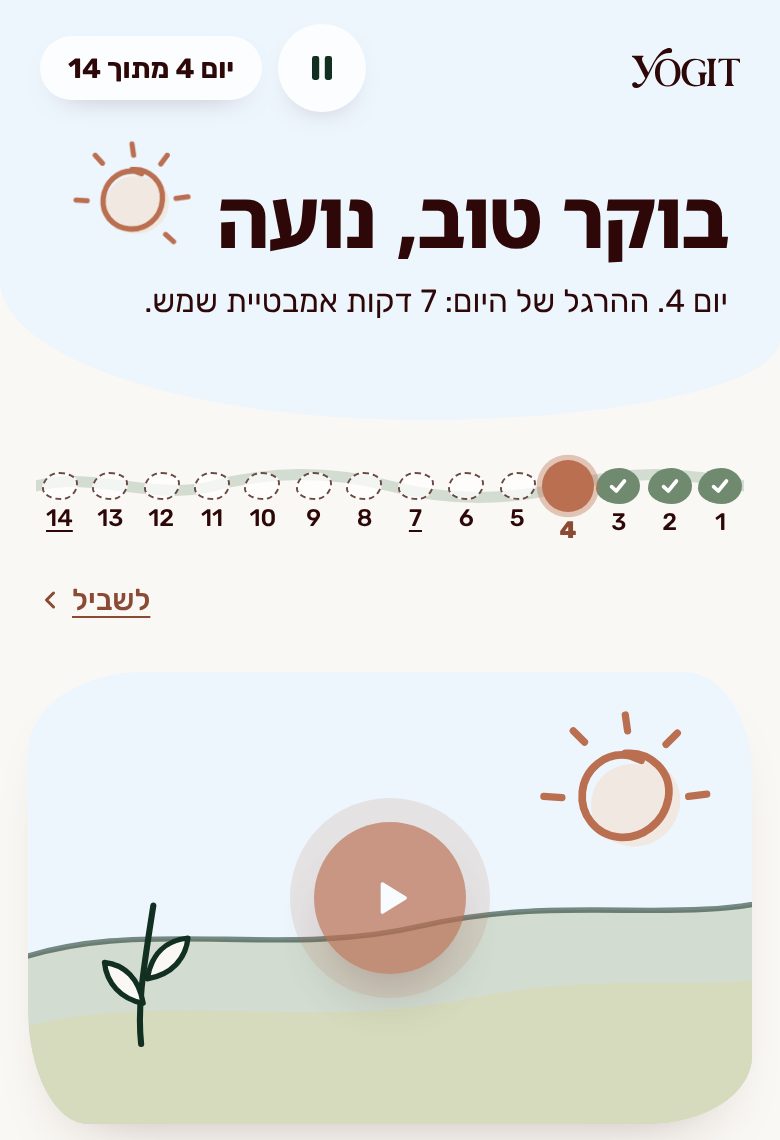 YOGIT
יום 4 מתוך 14
בוקר טוב, נועה
יום 4. ההרגל של היום: 7 דקות אמבטיית שמש.
1 2 3 4 5 6 7 8 9 10 11 12 13 14
לשביל